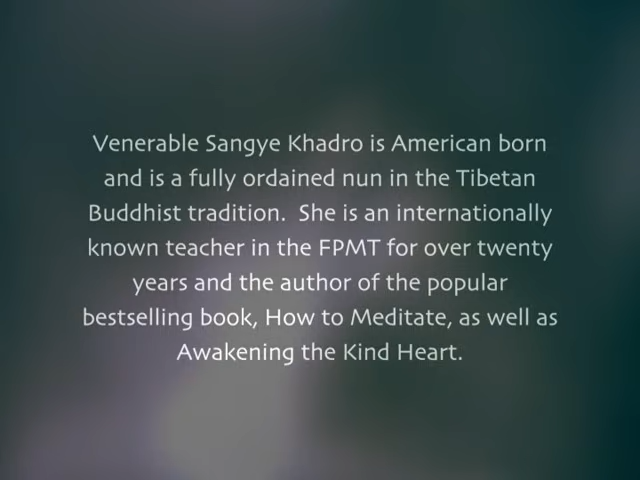 Venerable Sangye Khadro is American born
and is a fully ordained nun in the Tibetan
Buddhist tradition.  She is an internationally
known teacher in the FPMT for over twenty
years and the author of the popular
bestselling book, How to Meditate, as well as
Awakening the Kind Heart.